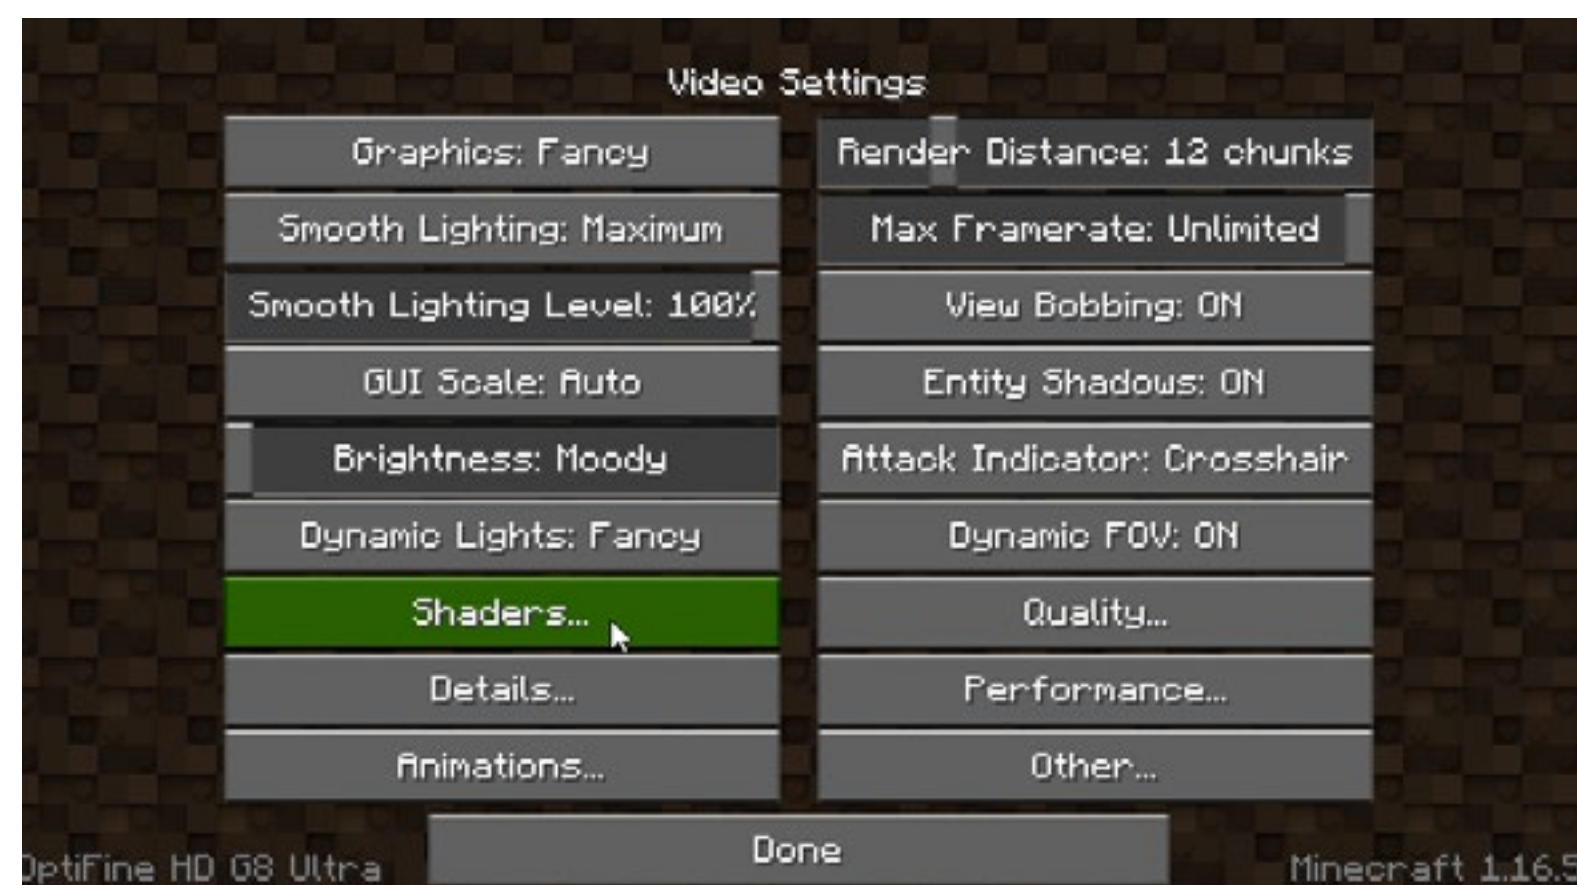 Video Settings
Graphics: Fancy
Render Distance: 12 chunks
Smooth Lighting: Maximum
Max Framerate: Unlimited
Smooth Lighting Level: 100%
View Bobbing: ON
GUI Scale: Auto
Entity Shadows: ON
Brightness: Moody
Attack Indicator: Crosshair
Dynamic Lights: Fancy
Dynamic FOV: ON
Shaders...
Quality...
Details...
Performance...
Animations...
Other...
Done
OptiFine HD G8 Ultra
Minecraft 1.16.5